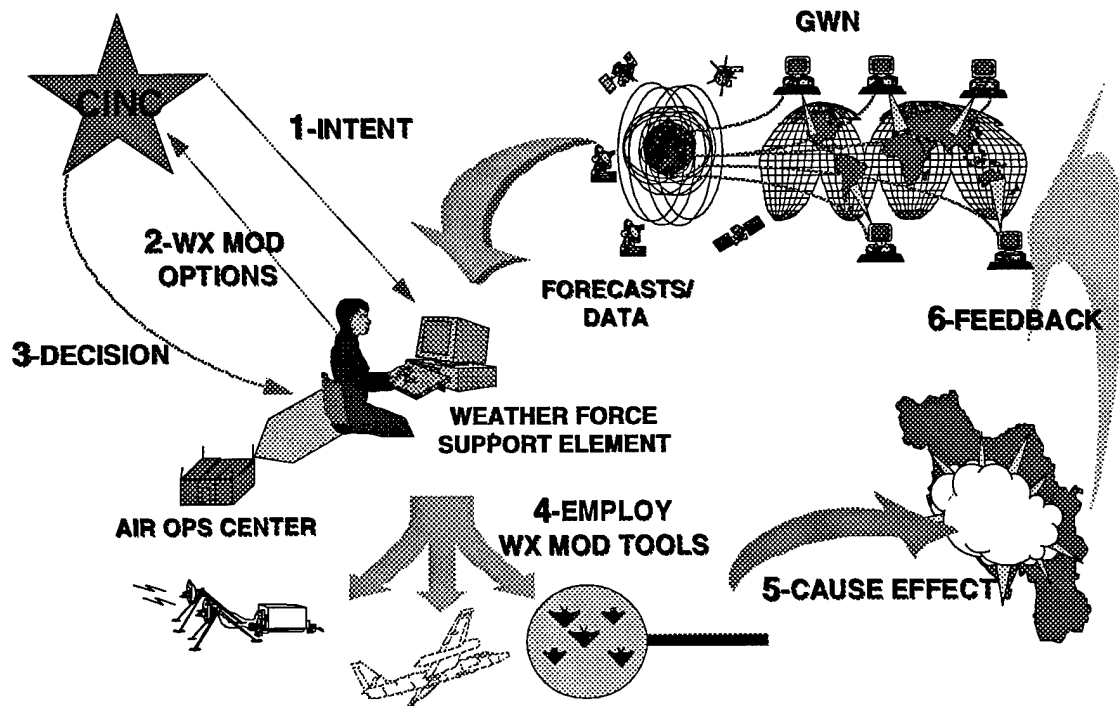 GWN
CINC
1-INTENT
2-WX MOD
OPTIONS
FORECASTS/
DATA
3-DECISION
6-FEEDBACK
WEATHER FORCE
SUPPORT ELEMENT
AIR OPS CENTER
4-EMPLOY
WX MOD TOOLS
5-CAUSE EFFECT